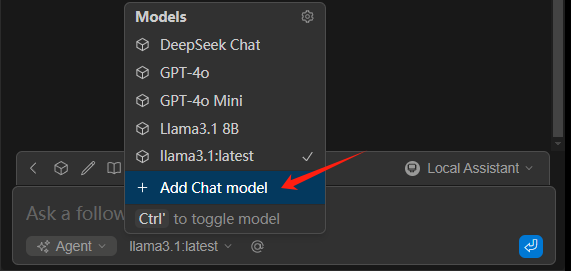 Models
DeepSeek Chat
GPT-4o
GPT-4o Mini
Llama3.1 8B
llama3.1:latest
+ Add Chat model
Ctrl' to toggle model
Local Assistant
Ask a follow
Agent
llama3.1:latest
@